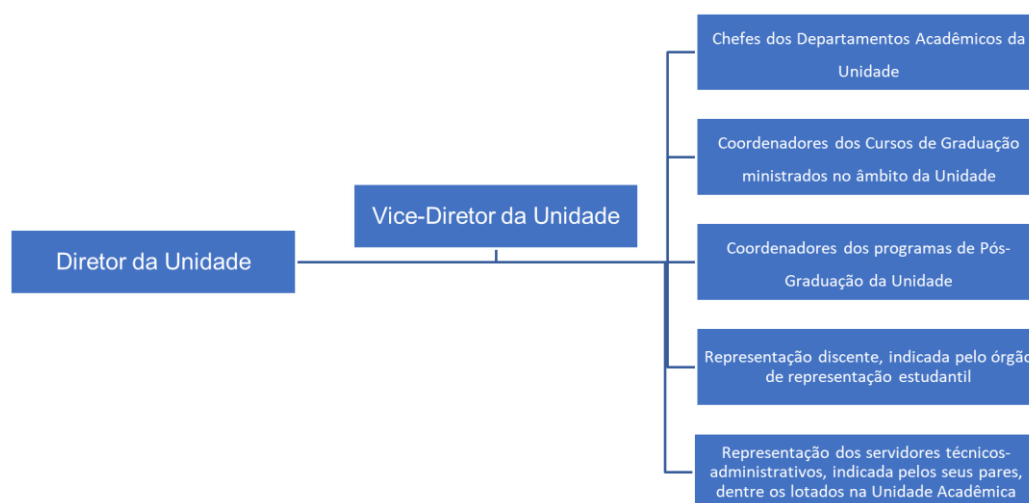 Chefes dos Departamentos Acadêmicos da
Unidade
Coordenadores dos Cursos de Graduação
ministrados no âmbito da Unidade
Vice-Diretor da Unidade
Diretor da Unidade
Coordenadores dos programas de Pós-
Graduação da Unidade
Representação discente, indicada pelo órgão
de representação estudantil
Representação dos servidores técnicos-
administrativos, indicada pelos seus pares,
dentre os lotados na Unidade Acadêmica